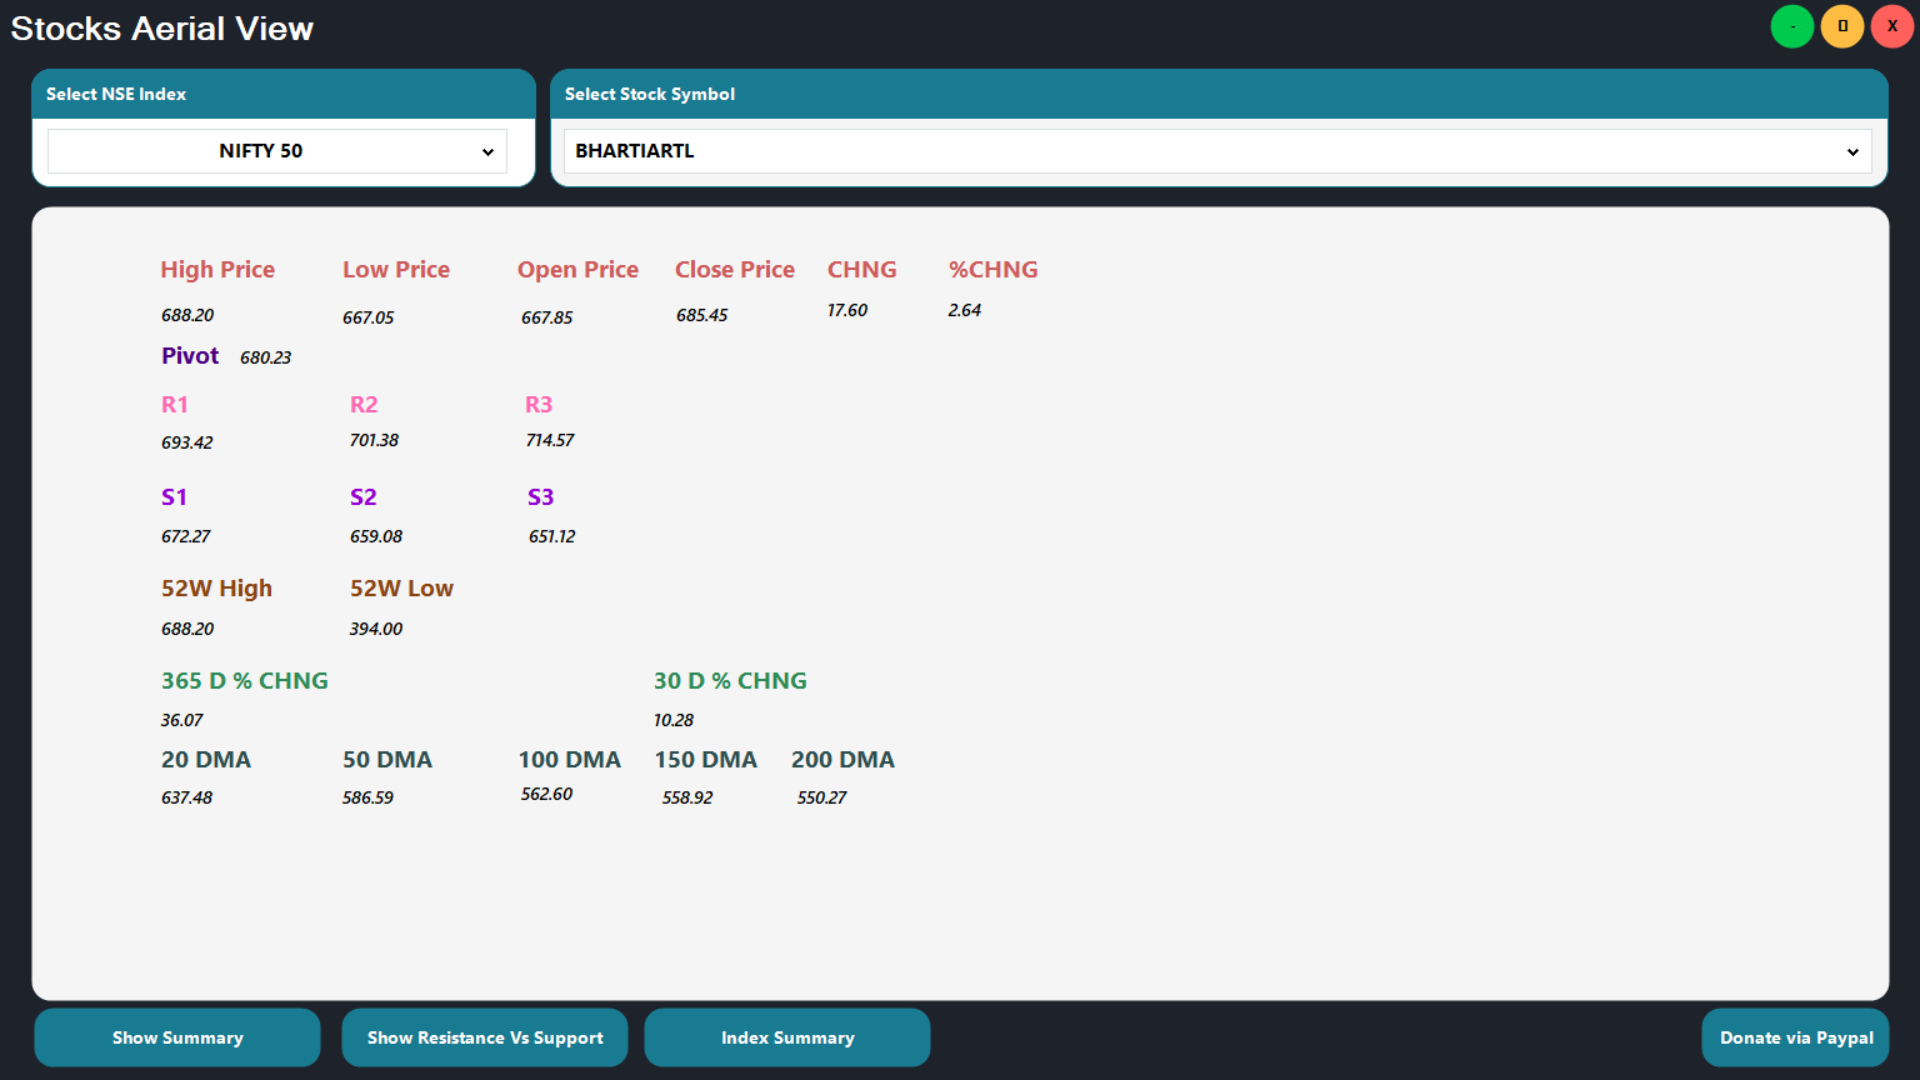 Stocks Aerial View
- 0 X
Select NSE Index
NIFTY 50
Select Stock Symbol
BHARTIARTL
High Price Low Price Open Price Close Price CHNG %CHNG
688.20 667.05 667.85 685.45 17.60 2.64
Pivot 680.23
R1 R2 R3
693.42 701.38 714.57
S1 S2 S3
672.27 659.08 651.12
52W High 52W Low
688.20 394.00
365 D % CHNG 30 D % CHNG
36.07 10.28
20 DMA 50 DMA 100 DMA 150 DMA 200 DMA
637.48 586.59 562.60 558.92 550.27
Show Summary Show Resistance Vs Support Index Summary Donate via Paypal